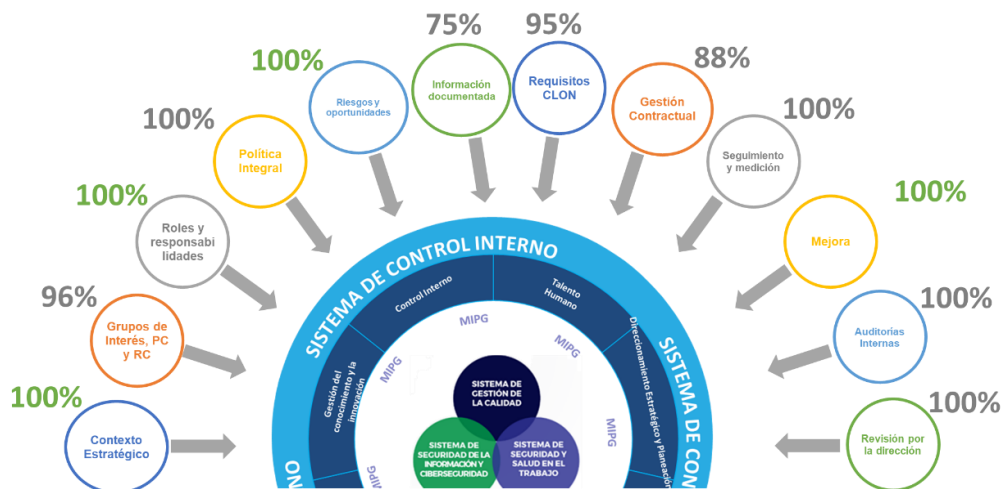 75%
95%
88%
100%
100%
100%
100%
100%
96%
100%
100%
100%
Información
documentada
Requisitos
CLON
Gestión
Contractual
Riesgos y
oportunidades
Seguimiento
y medición
Política
Integral
Roles y
responsabi
lidades
Mejora
Grupos de
Interés, PC
y RC
Auditorias
Internas
Contexto
Estratégico
Revisión por
la dirección
SISTEMA DE CONTROL INTERNO
SISTEMA DE CON
NO
Control Interno
Talento
Humano
Gestión del
conocimiento y la
innovación
Direccionamiento Estratégico y Planeación
MIPG
MIPG
MIPG
MIPG
MIPG
SISTEMA DE
GESTIÓN DE
LA CALIDAD
SISTEMA DE
SEGURIDAD DE LA
INFORMACIÓN Y
CIBERSEGURIDAD
SISTEMA DE
SEGURIDAD Y
SALUD EN EL
TRABAJO